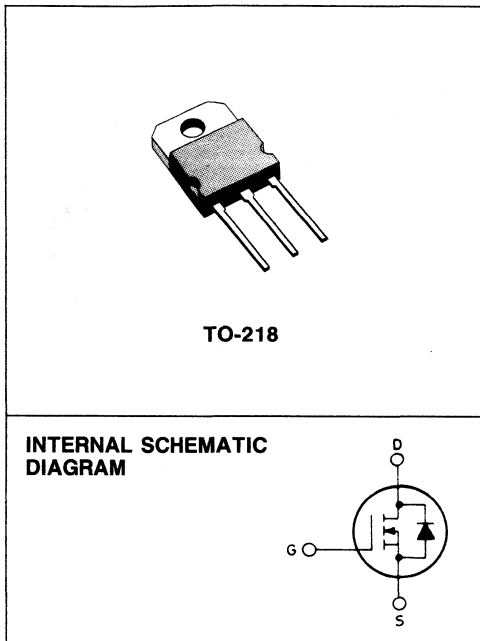 TO-218
INTERNAL SCHEMATIC
DIAGRAM
D
G
S